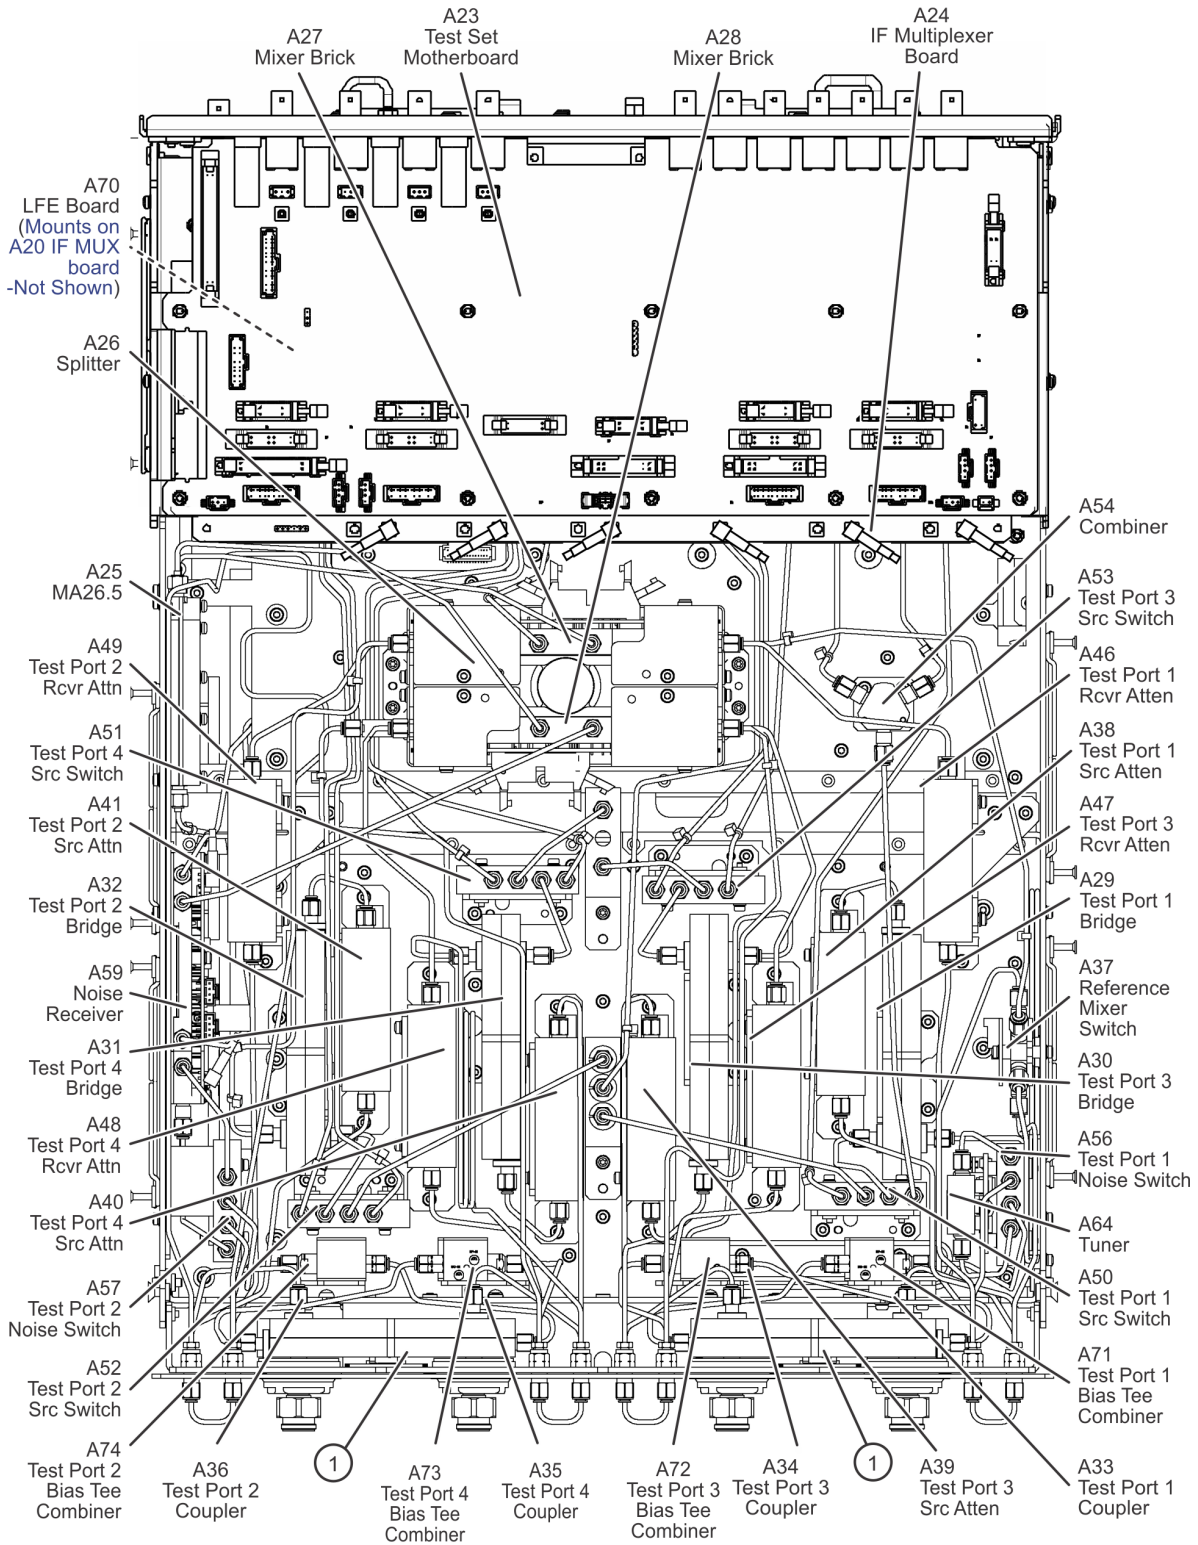 A27
Mixer Brick
A23
Test Set
Motherboard
A28
Mixer Brick
A24
IF Multiplexer
Board
A70
LFE Board
(Mounts on
A20 IF MUX
board
-Not Shown)
A26
Splitter
A25
MA26.5
A49
Test Port 2
Rcvr Attn
A51
Test Port 4
Src Switch
A41
Test Port 2
Src Attn
A32
Test Port 2
Bridge
A59
Noise
Receiver
A31
Test Port 4
Bridge
A48
Test Port 4
Rcvr Attn
A40
Test Port 4
Src Attn
A57
Test Port 2
Noise Switch
A52
Test Port 2
Src Switch
A74
Test Port 2
Bias Tee
Combiner
A54
Combiner
A53
Test Port 3
Src Switch
A46
Test Port 1
Rcvr Atten
A38
Test Port 1
Src Atten
A47
Test Port 3
Rcvr Atten
A29
Test Port 1
Bridge
A37
Reference
Mixer
Switch
A30
Test Port 3
Bridge
A56
Test Port 1
Noise Switch
A64
Tuner
A50
Test Port 1
Src Switch
A71
Test Port 1
Bias Tee
Combiner
A36
Test Port 2
Coupler
1
A73
Test Port 4
Bias Tee
Combiner
A35
Test Port 4
Coupler
A72
Test Port 3
Bias Tee
Combiner
A34
Test Port 3
Coupler
1
A39
Test Port 3
Src Atten
A33
Test Port 1
Coupler